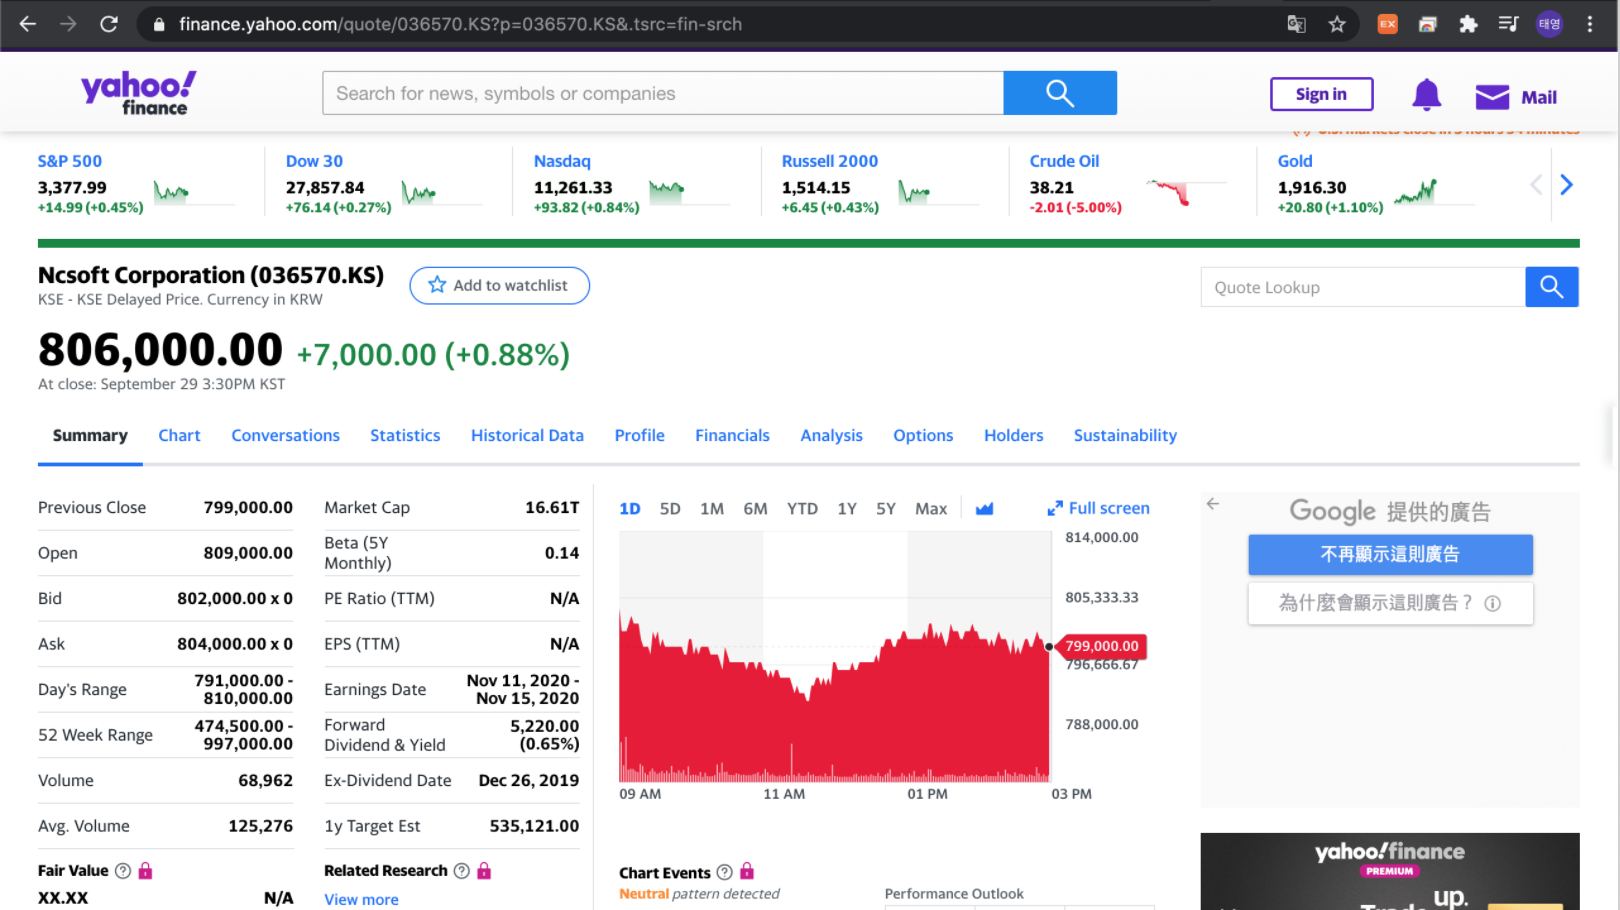 finance.yahoo.com/quote/036570.KS?p=036570.KS&.tsrc=fin-srch
EX
태영
yahoo!
finance
Search for news, symbols or companies
Sign in
Mail
S&P 500
3,377.99
+14.99 (+0.45%)
Dow 30
27,857.84
+76.14 (+0.27%)
Nasdaq
11,261.33
+93.82 (+0.84%)
Russell 2000
1,514.15
+6.45 (+0.43%)
Crude Oil
38.21
-2.01 (-5.00%)
Gold
1,916.30
+20.80 (+1.10%)
Ncsoft Corporation (036570.KS)
KSE - KSE Delayed Price. Currency in KRW
Add to watchlist
Quote Lookup
806,000.00 +7,000.00 (+0.88%)
At close: September 29 3:30PM KST
Summary Chart Conversations Statistics Historical Data Profile Financials Analysis Options Holders Sustainability
Previous Close 799,000.00
Open 809,000.00
Bid 802,000.00 x 0
Ask 804,000.00 x 0
Day's Range 791,000.00 -
810,000.00
52 Week Range 474,500.00 -
997,000.00
Volume 68,962
Avg. Volume 125,276
Fair Value
XX.XX N/A
Market Cap 16.61T
Beta (5Y
Monthly) 0.14
PE Ratio (TTM) N/A
EPS (TTM) N/A
Earnings Date Nov 11, 2020 -
Nov 15, 2020
Forward
Dividend & Yield 5,220.00
(0.65%)
Ex-Dividend Date Dec 26, 2019
1y Target Est 535,121.00
Related Research
View more
1D 5D 1M 6M YTD 1Y 5Y Max
Full screen
814,000.00
805,333.33
799,000.00
796,666.67
788,000.00
09 AM 11 AM 01 PM 03 PM
Chart Events
Neutral pattern detected
Performance Outlook
Google 提供的廣告
不再顯示這則廣告
為什麼會顯示這則廣告？
yahoo!finance
PREMIUM
up.